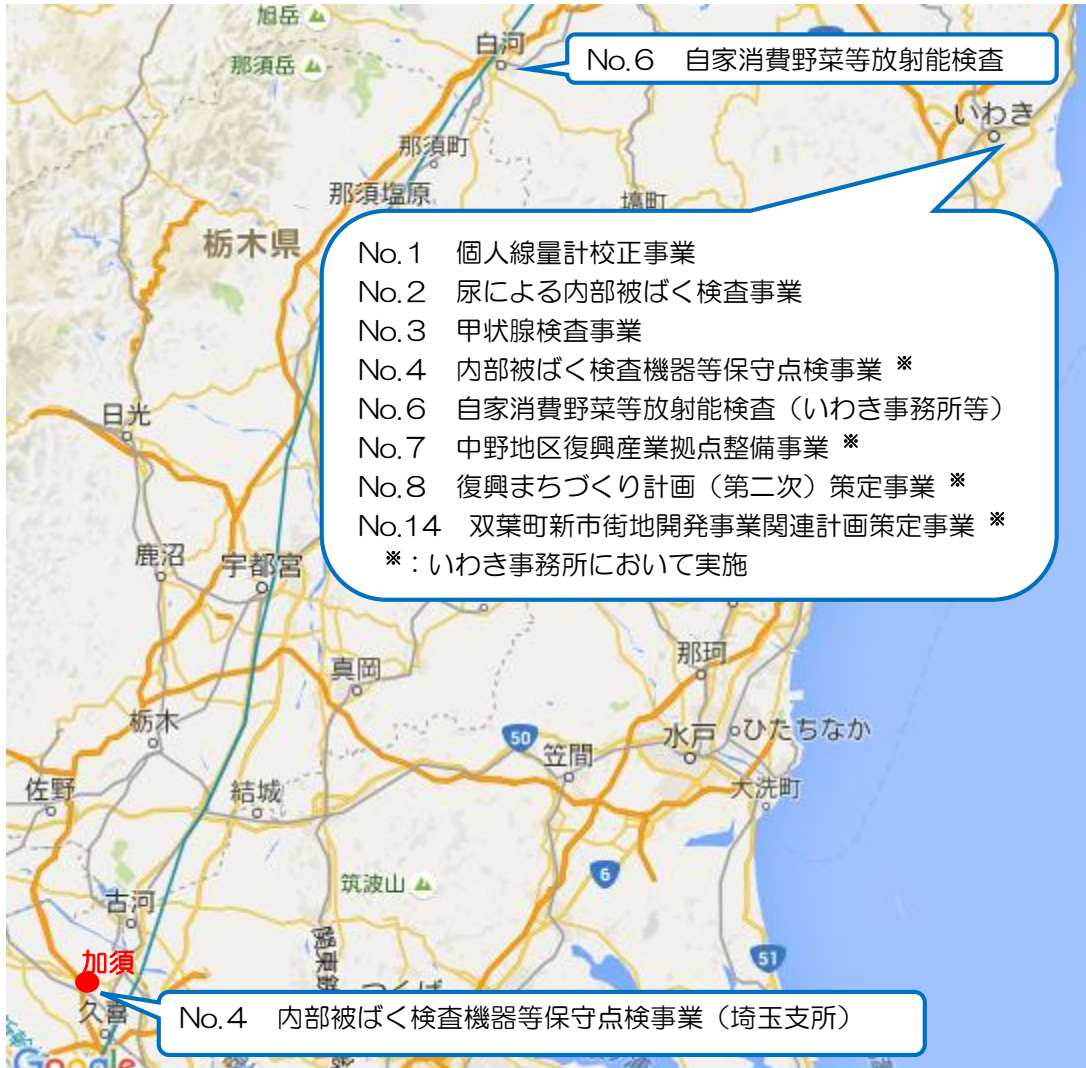 旭岳
白河
No.6 自家消費野菜等放射能検査
那須岳
いわき
那須町
那須塩原
塙町
栃木県
No.1 個人線量計校正事業
No.2 尿による内部被ばく検査事業
No.3 甲状腺検査事業
No.4 内部被ばく検査機器等保守点検事業 ※
No.6 自家消費野菜等放射能検査（いわき事務所等）
No.7 中野地区復興産業拠点整備事業 ※
No.8 復興まちづくり計画（第二次）策定事業 ※
No.14 双葉町新市街地開発事業関連計画策定事業 ※
※：いわき事務所において実施
日光
鹿沼
宇都宮
那珂
真岡
栃木
50
笠間
水戸
ひたちなか
佐野
結城
大洗町
6
筑波山
古河
加須
51
久喜
No.4 内部被ばく検査機器等保守点検事業（埼玉支所）
Google